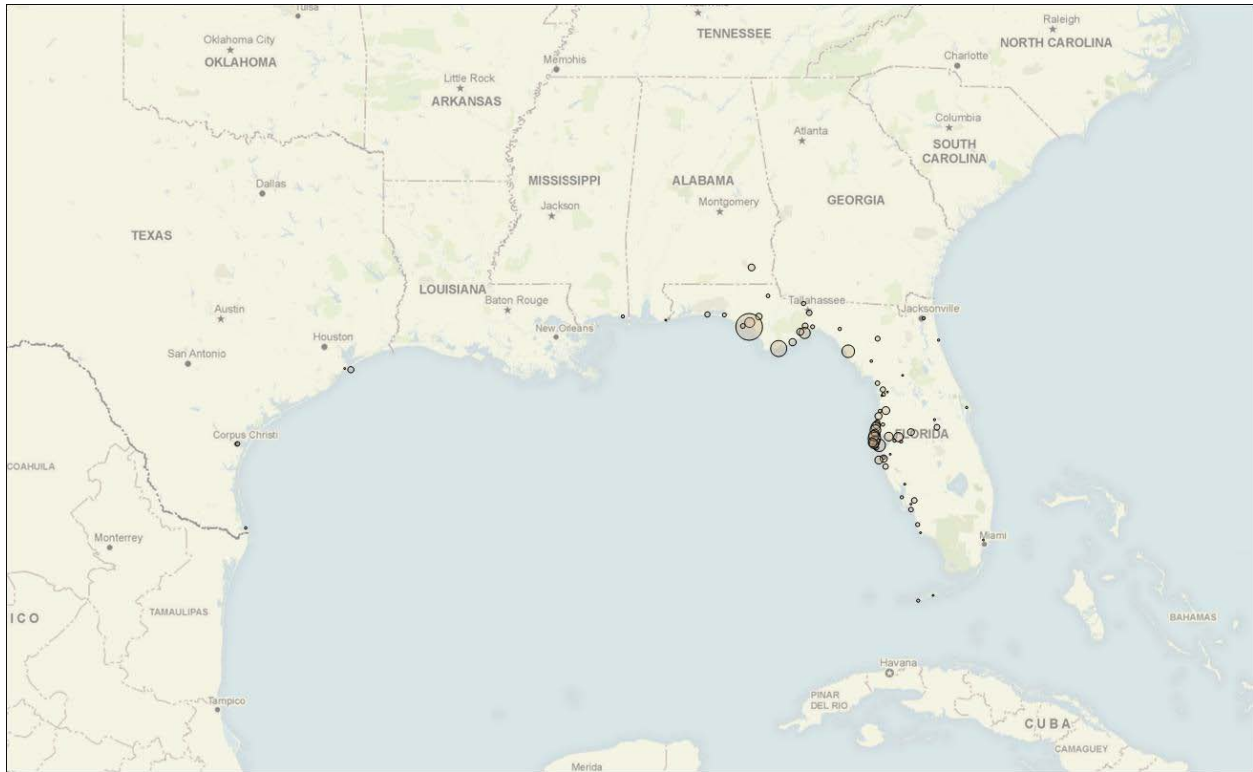 Tulsa
Raleigh
NORTH CAROLINA
TENNESSEE
Oklahoma City
OKLAHOMA
Charlotte
Memphis
Little Rock
ARKANSAS
Columbia
SOUTH
CAROLINA
Atlanta
Dallas
MISSISSIPPI
ALABAMA
Jackson
Montgomery
GEORGIA
TEXAS
LOUISIANA
Baton Rouge
Tallahassee
Jacksonville
Austin
New Orleans
Houston
San Antonio
Corpus Christi
FLORIDA
COAHUILA
Monterrey
Miami
TAMAULIPAS
ICO
BAHAMAS
Havana
Tampico
PINAR
DEL RIO
CUBA
CAMAGUEY
Merida